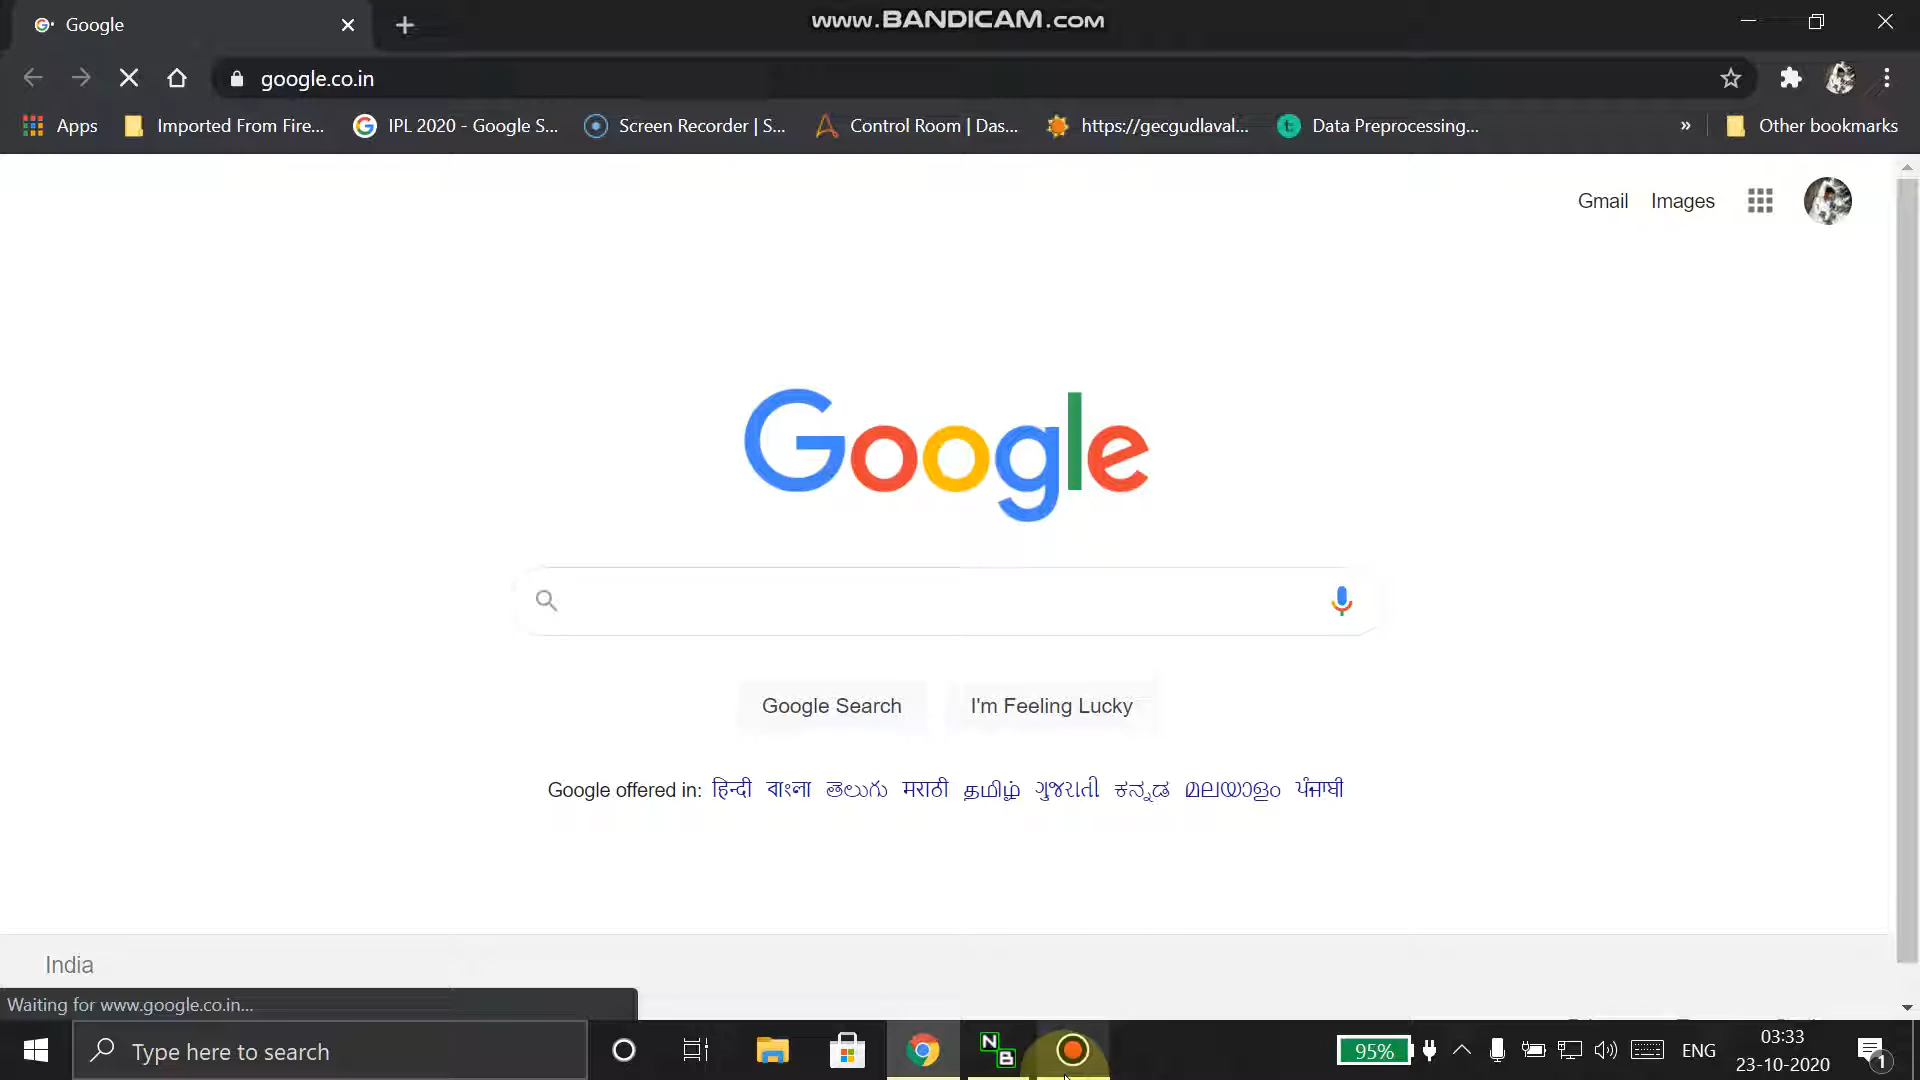 Google
www.BANDICAM.com
google.co.in
Apps
Imported From Fire...
IPL 2020 - Google S...
Screen Recorder | S...
Control Room | Das...
https://gecgudlaval...
Data Preprocessing...
»
Other bookmarks
Gmail
Images
Google
Google Search
I'm Feeling Lucky
Google offered in: हिन्दी বাংলা తెలుగు मराठी தமிழ் ગુજરાતી ಕನ್ನಡ മലയാളം ਪੰਜਾਬੀ
India
Waiting for www.google.co.in...
Type here to search
N B
95%
ENG
03:33
23-10-2020
1